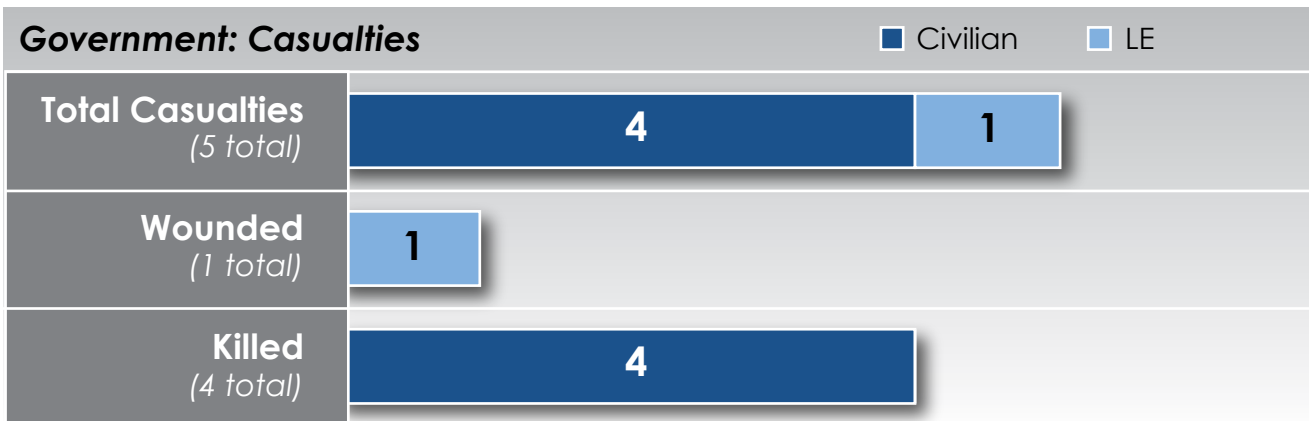 Government: Casualties
Civilian
LE
Total Casualties
(5 total)
4
1
Wounded
(1 total)
1
Killed
(4 total)
4